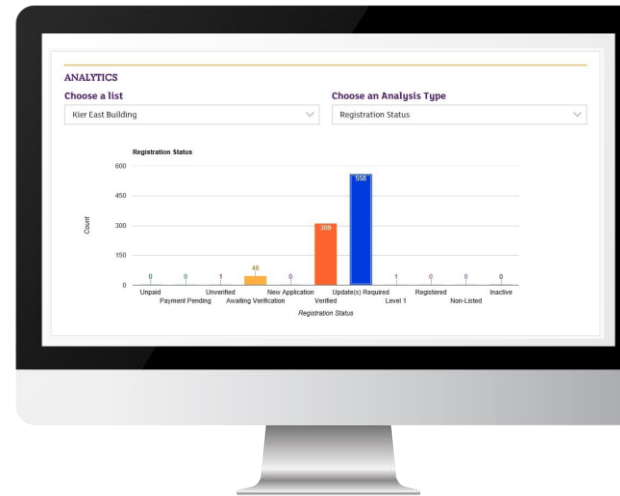 ANALYTICS
Choose a list
Choose an Analysis Type
Kier East Building
Registration Status
Registration Status
600
450
300
150
0
Count
0
0
1
46
0
309
558
1
0
0
0
Unpaid
Payment Pending
Unverified
Awaiting Verification
New Application
Verified
Update(s) Required
Level 1
Registered
Non-Listed
Inactive
Registration Status